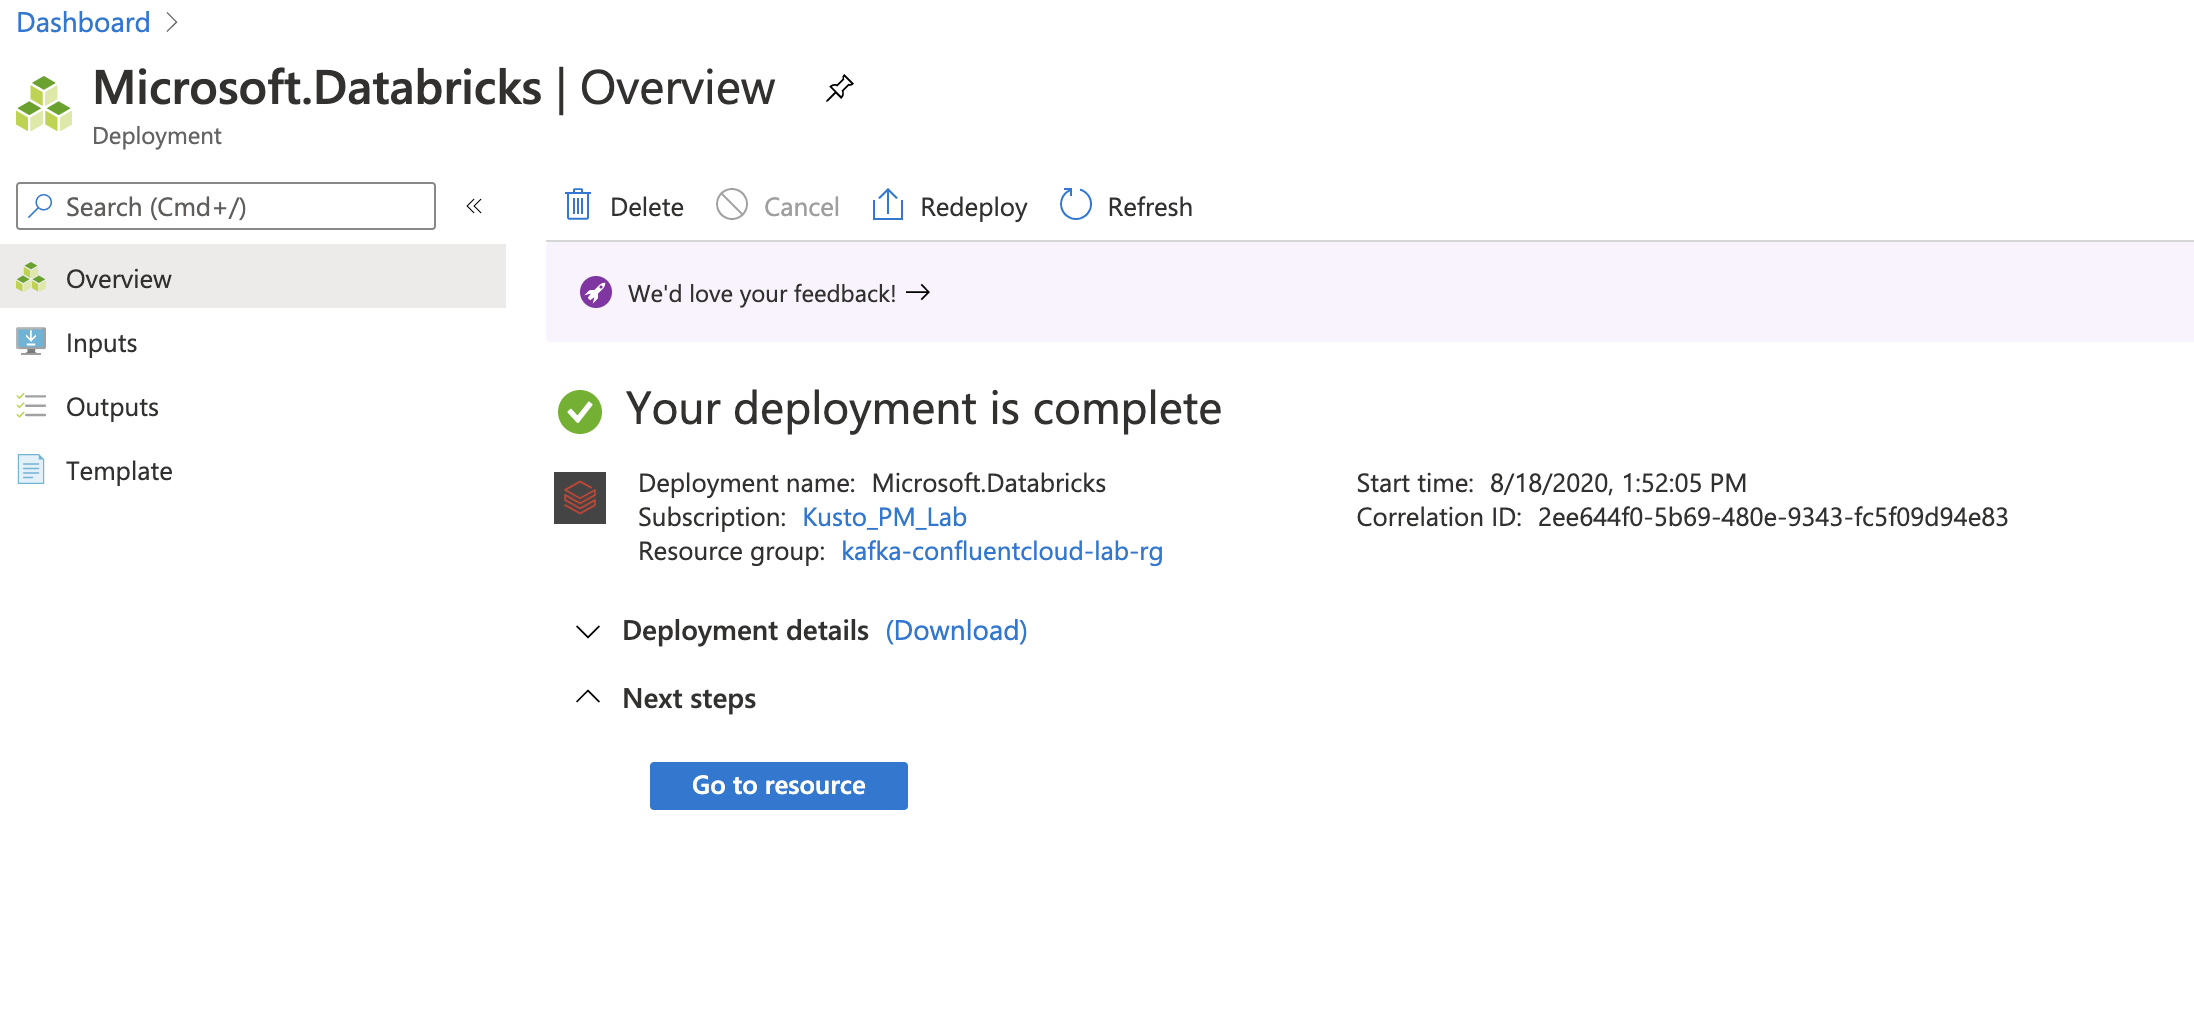 Dashboard >
Microsoft.Databricks | Overview
Deployment
Search (Cmd+/)
«
Overview
Inputs
Outputs
Template
Delete
Cancel
Redeploy
Refresh
We'd love your feedback! →
Your deployment is complete
Deployment name: Microsoft.Databricks
Subscription: Kusto_PM_Lab
Resource group: kafka-confluentcloud-lab-rg
Start time: 8/18/2020, 1:52:05 PM
Correlation ID: 2ee644f0-5b69-480e-9343-fc5f09d94e83
Deployment details (Download)
Next steps
Go to resource